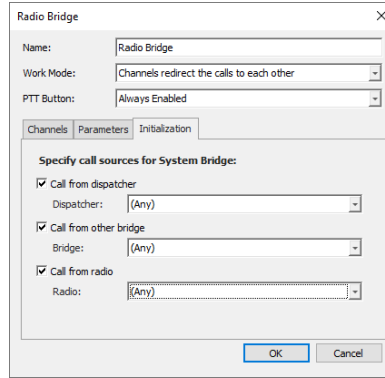 Radio Bridge
Name: Radio Bridge
Work Mode: Channels redirect the calls to each other
PTT Button: Always Enabled
Channels Parameters Initialization
Specify call sources for System Bridge:
Call from dispatcher
Dispatcher: (Any)
Call from other bridge
Bridge: (Any)
Call from radio
Radio: (Any)
OK Cancel